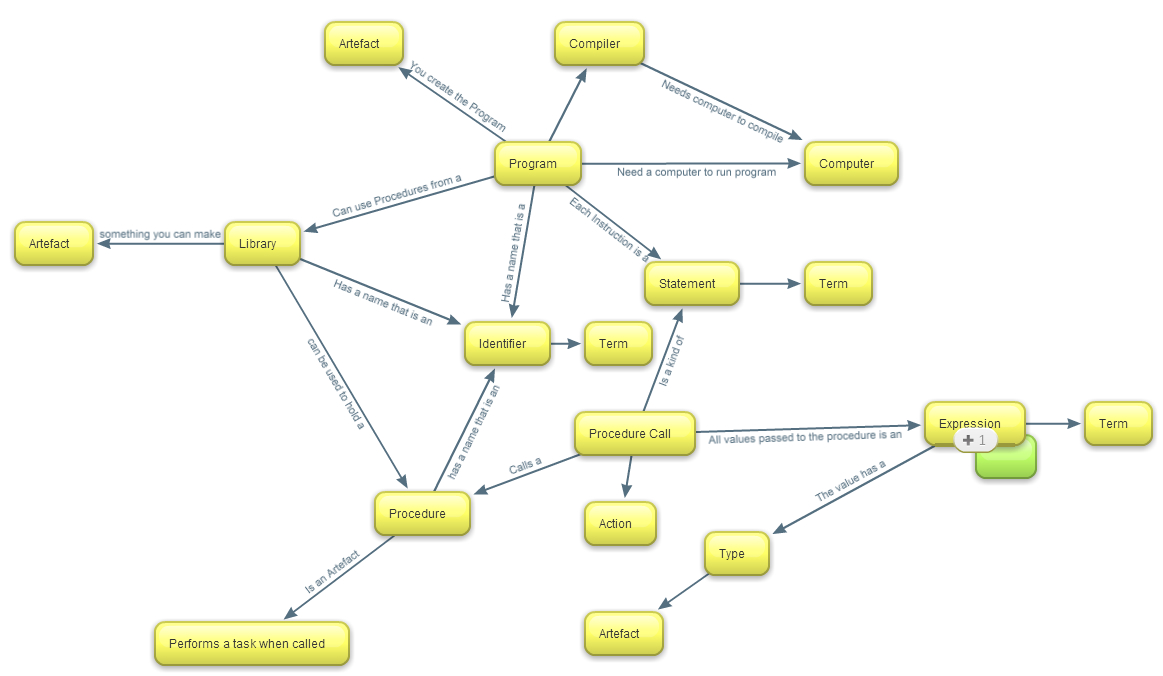 Artefact
Compiler
You create the Program
Needs computer to compile
Program
Computer
Need a computer to run program
Can use Procedures from a
Each Instruction is a
Has a name that is a
Artefact
something you can make
Library
Statement
Term
Has a name that is an
Identifier
Term
can be used to hold a
Is a kind of
has a name that is an
Procedure Call
All values passed to the procedure is an
Expression
+ 1
Term
Calls a
The value has a
Procedure
Action
Type
Is an Artefact
Performs a task when called
Artefact